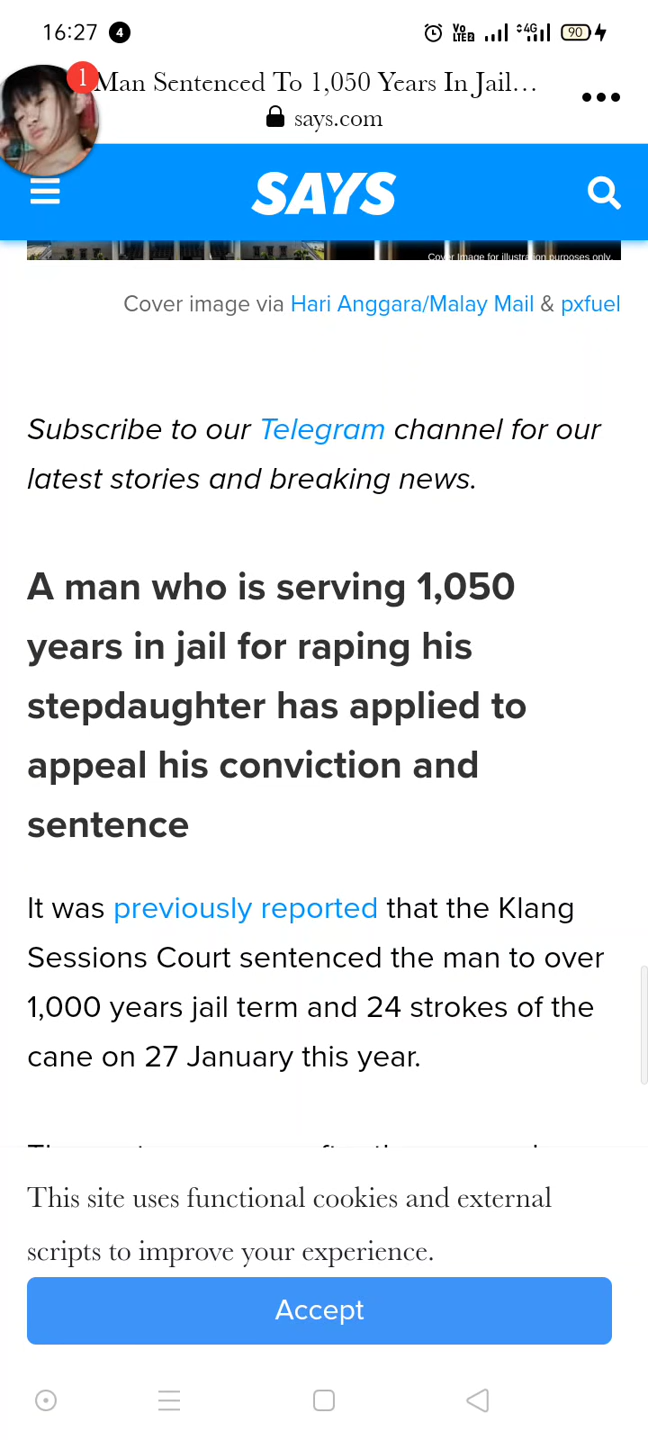 16:27 4 Vo LTE 4G 90
1
Man Sentenced To 1,050 Years In Jail...
says.com
SAYS
Cover Image for illustration purposes only.
Cover image via Hari Anggara/Malay Mail & pxfuel
Subscribe to our Telegram channel for our
latest stories and breaking news.
A man who is serving 1,050
years in jail for raping his
stepdaughter has applied to
appeal his conviction and
sentence
It was previously reported that the Klang
Sessions Court sentenced the man to over
1,000 years jail term and 24 strokes of the
cane on 27 January this year.
This site uses functional cookies and external
scripts to improve your experience.
Accept